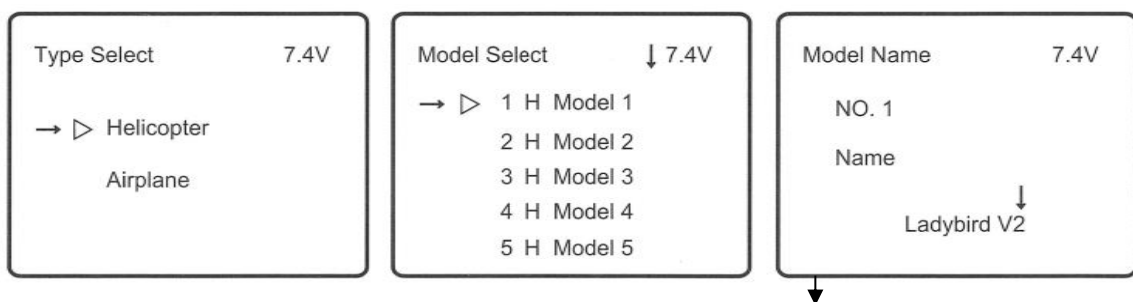 Type Select 7.4V
→ ▷ Helicopter
Airplane
Model Select ↓ 7.4V
→ ▷ 1 H Model 1
2 H Model 2
3 H Model 3
4 H Model 4
5 H Model 5
Model Name 7.4V
NO. 1
Name
↓
Ladybird V2